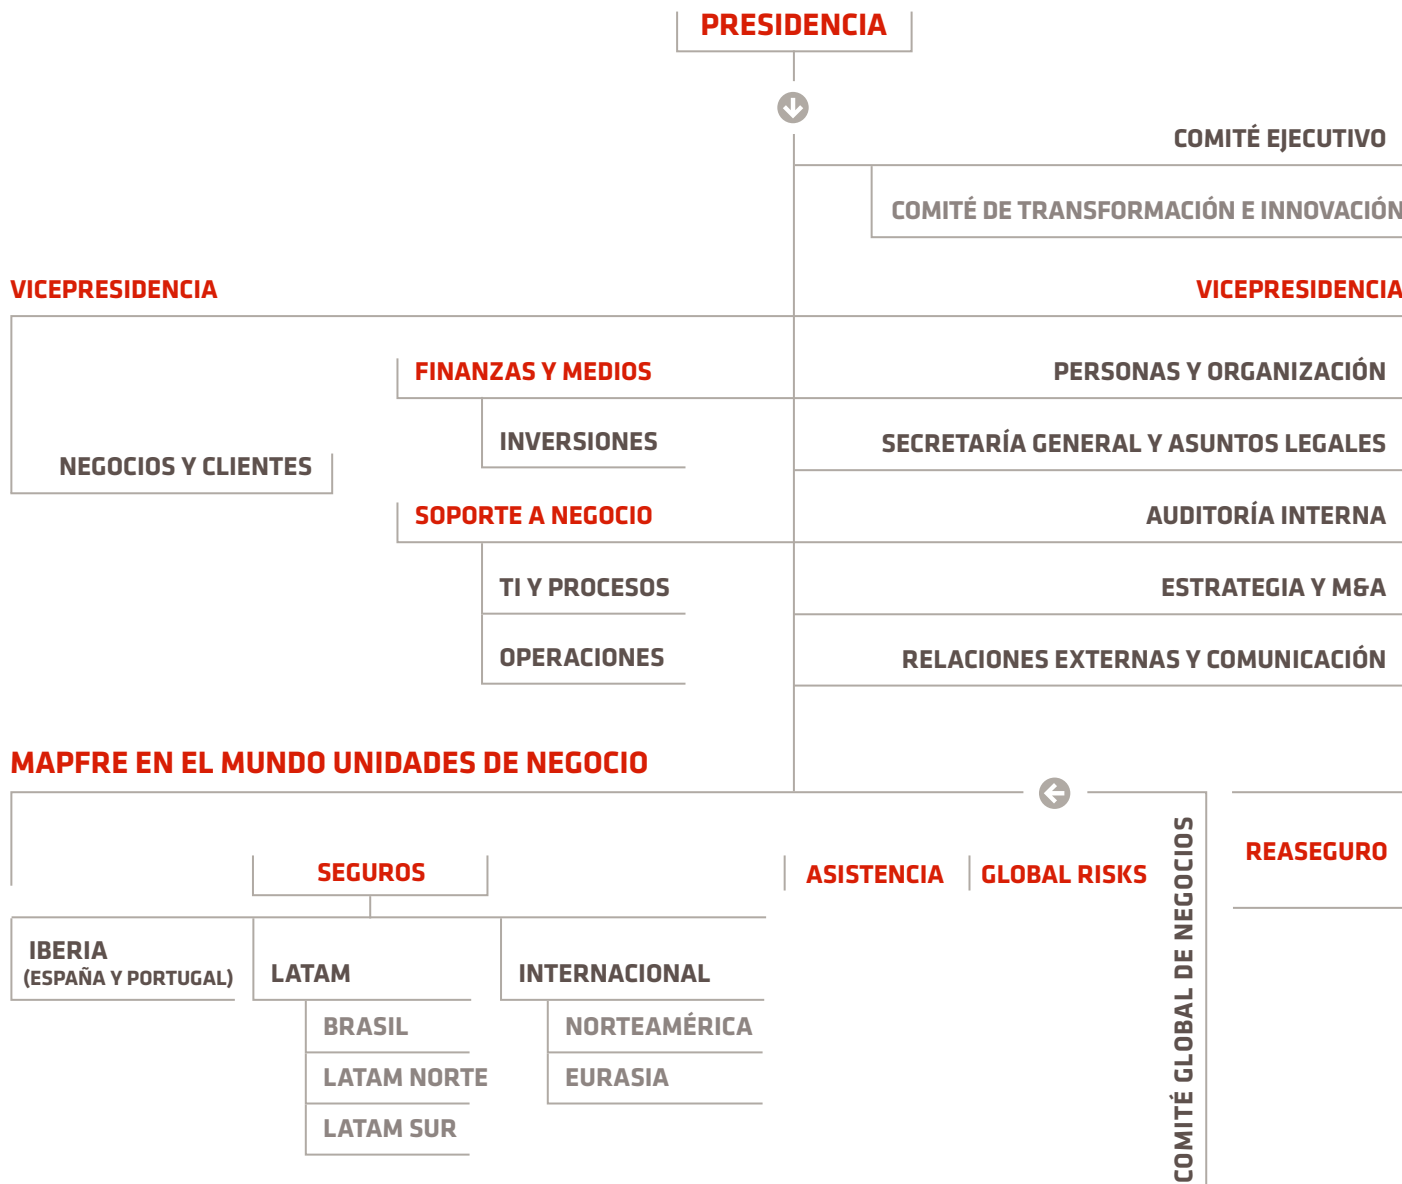 PRESIDENCIA
COMITÉ EJECUTIVO
COMITÉ DE TRANSFORMACIÓN E INNOVACIÓN
VICEPRESIDENCIA
VICEPRESIDENCIA
FINANZAS Y MEDIOS
PERSONAS Y ORGANIZACIÓN
INVERSIONES
SECRETARÍA GENERAL Y ASUNTOS LEGALES
NEGOCIOS Y CLIENTES
SOPORTE A NEGOCIO
AUDITORÍA INTERNA
TI Y PROCESOS
ESTRATEGIA Y M&A
OPERACIONES
RELACIONES EXTERNAS Y COMUNICACIÓN
MAPFRE EN EL MUNDO UNIDADES DE NEGOCIO
SEGUROS
ASISTENCIA
GLOBAL RISKS
COMITÉ GLOBAL DE NEGOCIOS
REASEGURO
IBERIA
(ESPAÑA Y PORTUGAL)
LATAM
INTERNACIONAL
BRASIL
NORTEAMÉRICA
LATAM NORTE
EURASIA
LATAM SUR